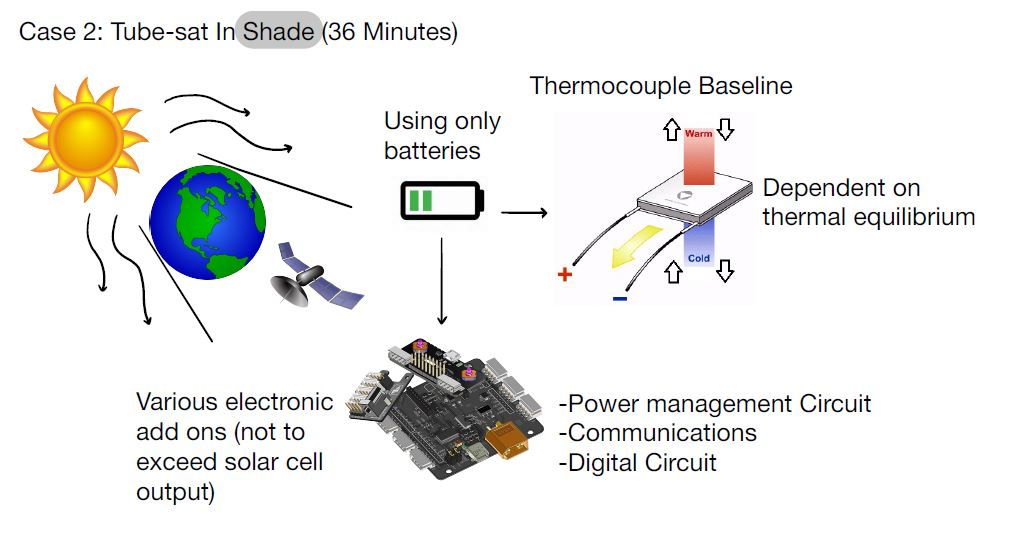 Case 2: Tube-sat In Shade (36 Minutes)
Thermocouple Baseline
Using only
batteries
Warm
Dependent on
thermal equilibrium
Cold
+
-
Various electronic
add ons (not to
exceed solar cell
output)
-Power management Circuit
-Communications
-Digital Circuit